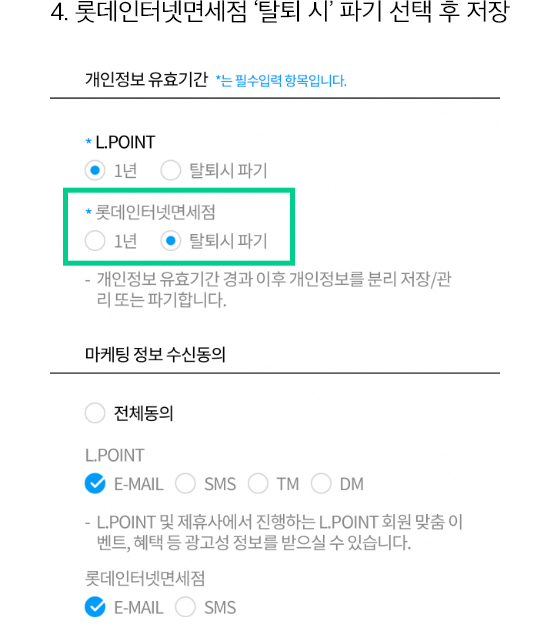 4. 롯데인터넷면세점 ‘탈퇴 시’ 파기 선택 후 저장
개인정보 유효기간 *는 필수입력 항목입니다.
* L.POINT
1년 탈퇴시 파기
* 롯데인터넷면세점
1년 탈퇴시 파기
- 개인정보 유효기간 경과 이후 개인정보를 분리 저장/관
리 또는 파기합니다.
마케팅 정보 수신동의
전체동의
L.POINT
E-MAIL SMS TM DM
- L.POINT 및 제휴사에서 진행하는 L.POINT 회원 맞춤 이
벤트, 혜택 등 광고성 정보를 받으실 수 있습니다.
롯데인터넷면세점
E-MAIL SMS